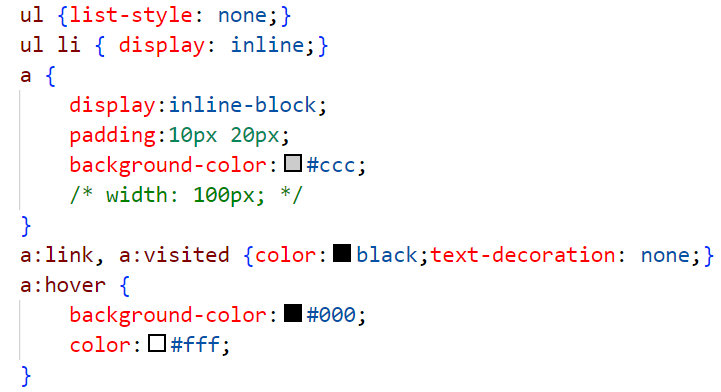 ul {list-style: none;}
ul li { display: inline;}
a {
    display:inline-block;
    padding:10px 20px;
    background-color:#ccc;
    /* width: 100px; */
}
a:link, a:visited {color:black;text-decoration: none;}
a:hover {
    background-color:#000;
    color:#fff;
}